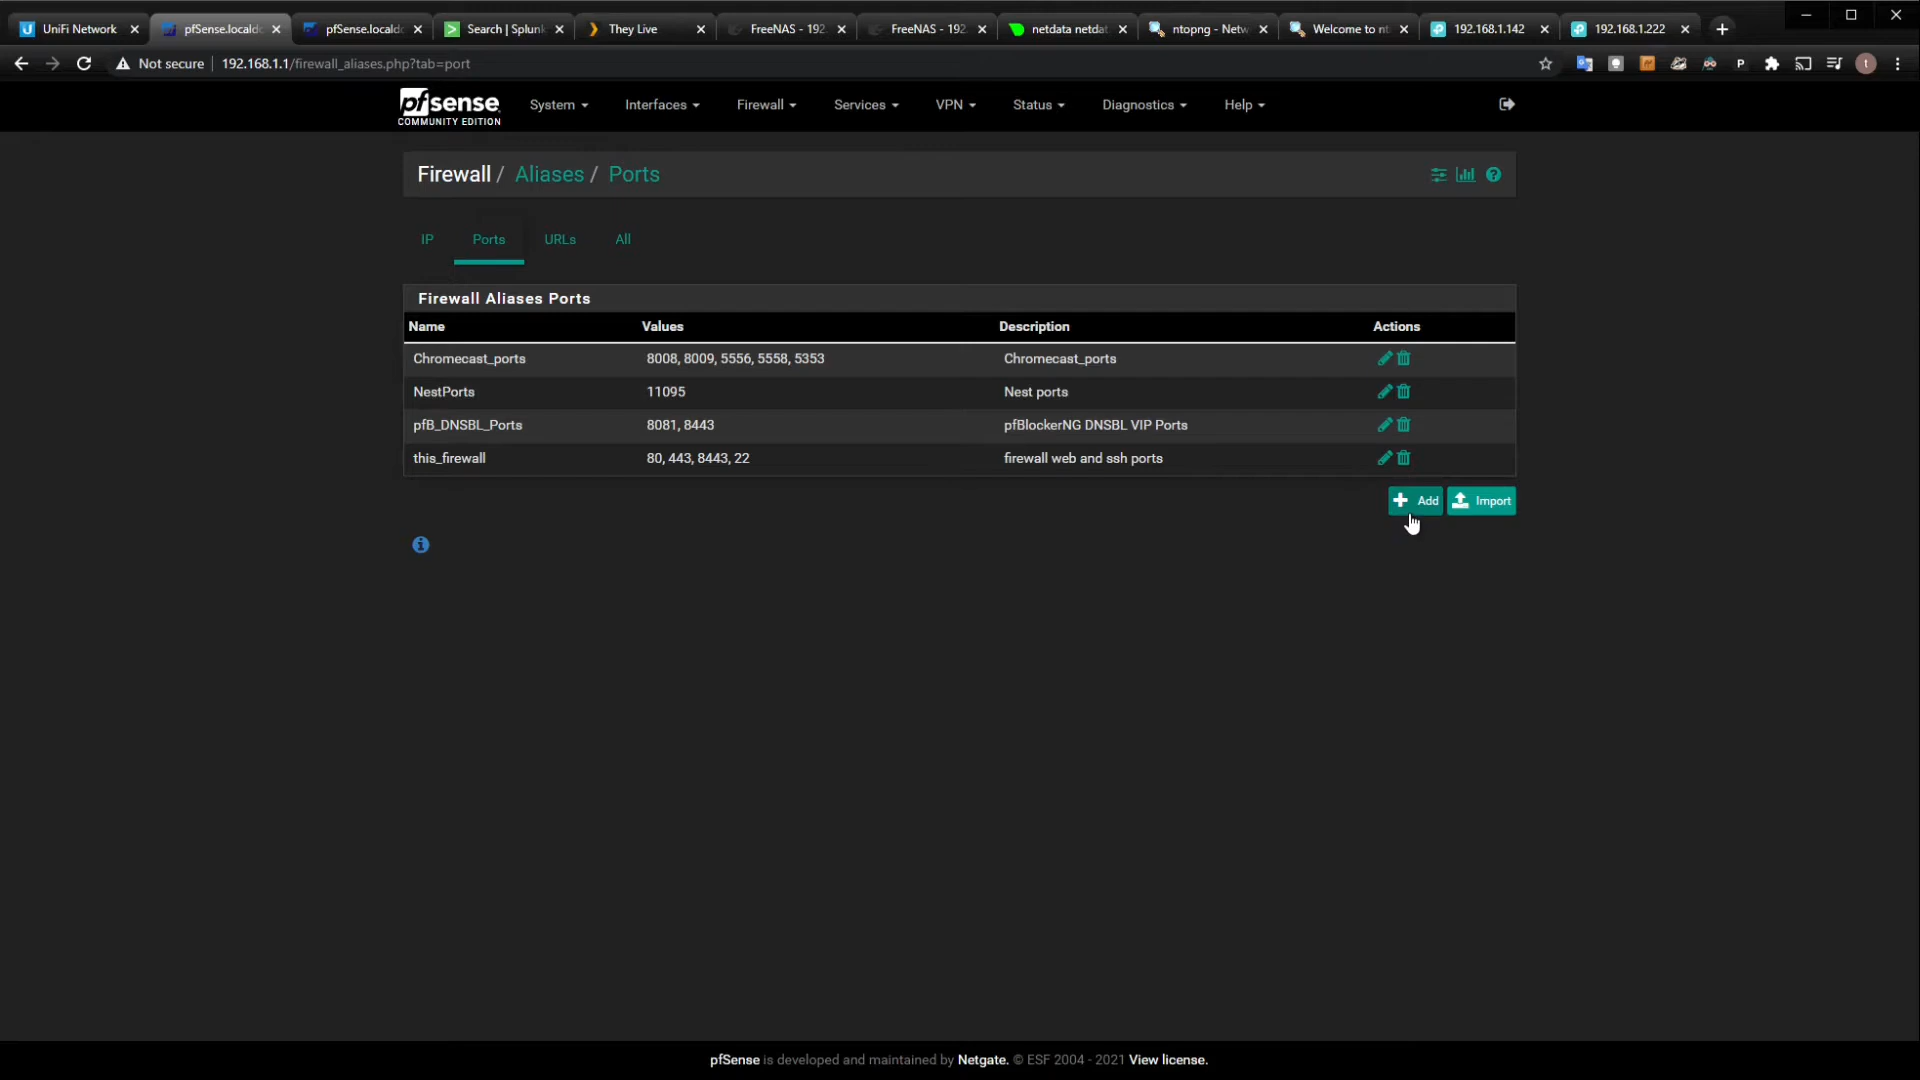 UniFi Network
pfSense.localdo
pfSense.localdo
Search | Splunk
They Live
FreeNAS - 192.
FreeNAS - 192.
netdata netdat
ntopng - Netw
Welcome to nt
192.168.1.142
192.168.1.222
Not secure
192.168.1.1/firewall_aliases.php?tab=port
P
t
pfsense
COMMUNITY EDITION
System
Interfaces
Firewall
Services
VPN
Status
Diagnostics
Help
Firewall / Aliases / Ports
IP
Ports
URLs
All
Firewall Aliases Ports
Name Values Description Actions
Chromecast_ports 8008, 8009, 5556, 5558, 5353 Chromecast_ports
NestPorts 11095 Nest ports
pfB_DNSBL_Ports 8081, 8443 pfBlockerNG DNSBL VIP Ports
this_firewall 80, 443, 8443, 22 firewall web and ssh ports
Add
Import
pfSense is developed and maintained by Netgate. © ESF 2004 - 2021 View license.